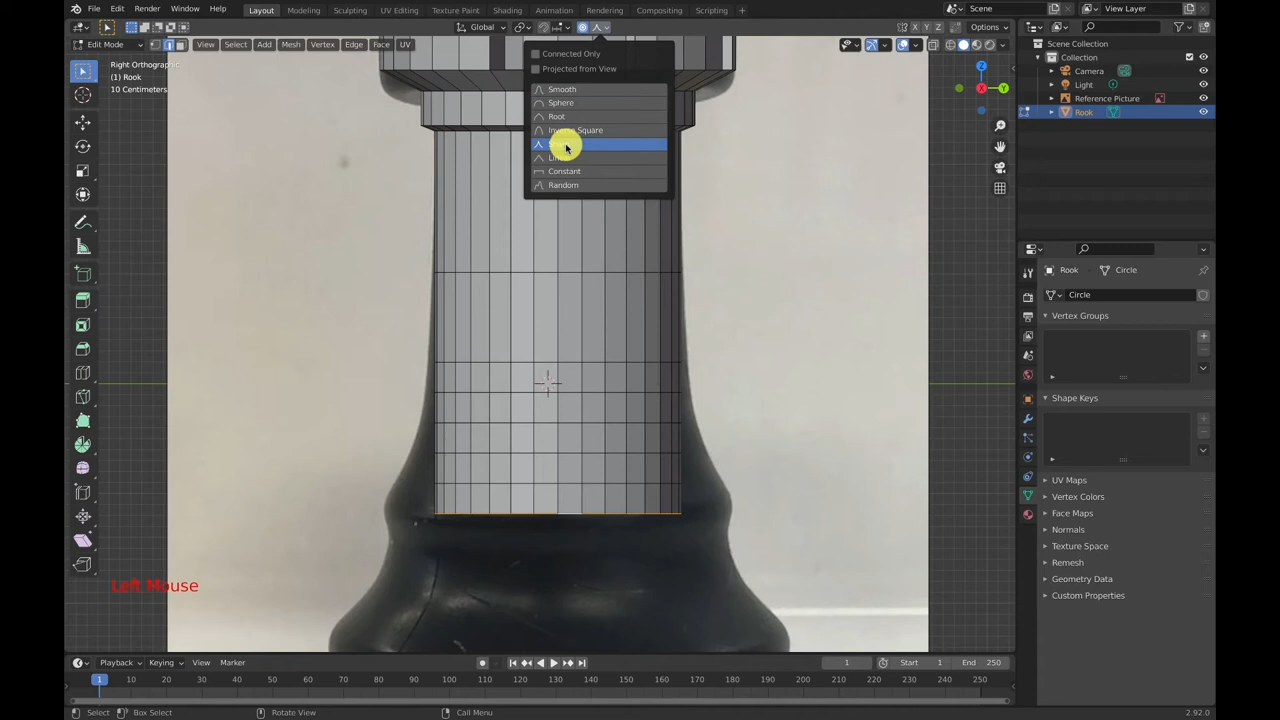 File Edit Render Window Help Layout Modeling Sculpting UV Editing Texture Paint Shading Animation Rendering Compositing Scripting Scene View Layer
Global Options
Edit Mode View Select Add Mesh Vertex Edge Face UV X Y Z
Right Orthographic
(1) Rook
10 Centimeters
Connected Only
Projected from View
Smooth
Sphere
Root
Inverse Square
Constant
Random
Z
X Y
Scene Collection
Collection
Camera
Light
Reference Picture
Rook
Rook Circle
Circle
Vertex Groups
Shape Keys
UV Maps
Vertex Colors
Face Maps
Normals
Texture Space
Remesh
Geometry Data
Custom Properties
Left Mouse
Playback Keying View Marker 1 Start 1 End 250
1 10 20 30 40 50 60 70 80 90 100 110 120 130 140 150 160 170 180 190 200 210 220 230 240 250
Select Box Select Rotate View Call Menu 2.92.0